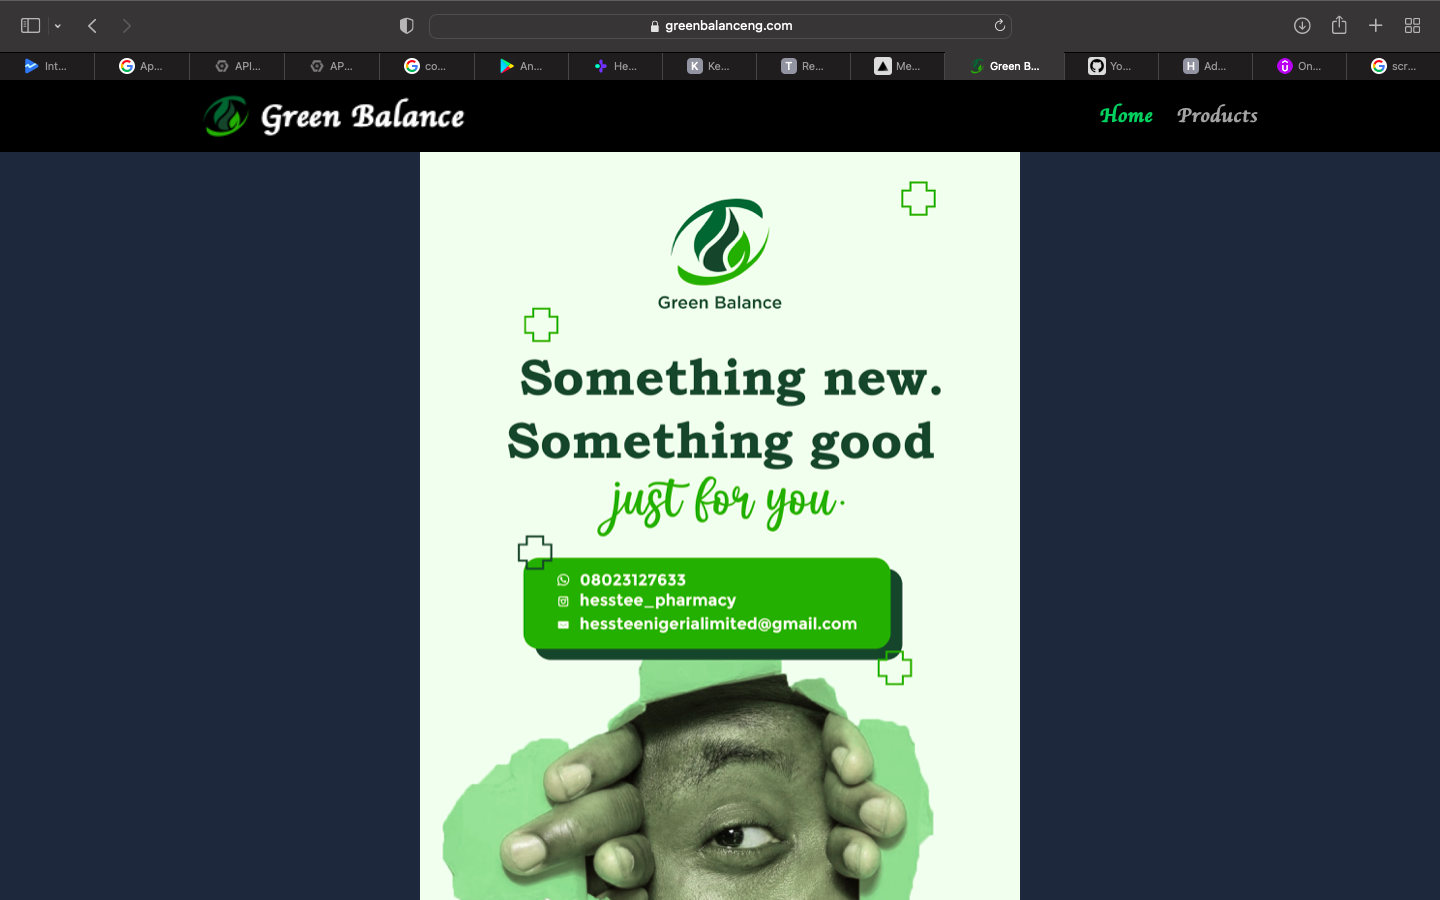 greenbalanceng.com
Int...
Ap...
API...
AP...
co...
An...
He...
K Ke...
T Re...
Me...
Green B...
Yo...
H Ad...
On...
scr...
Green Balance
Home
Products
Green Balance
Something new.
Something good
just for you.
08023127633
hesstee_pharmacy
hessteenigerialimited@gmail.com